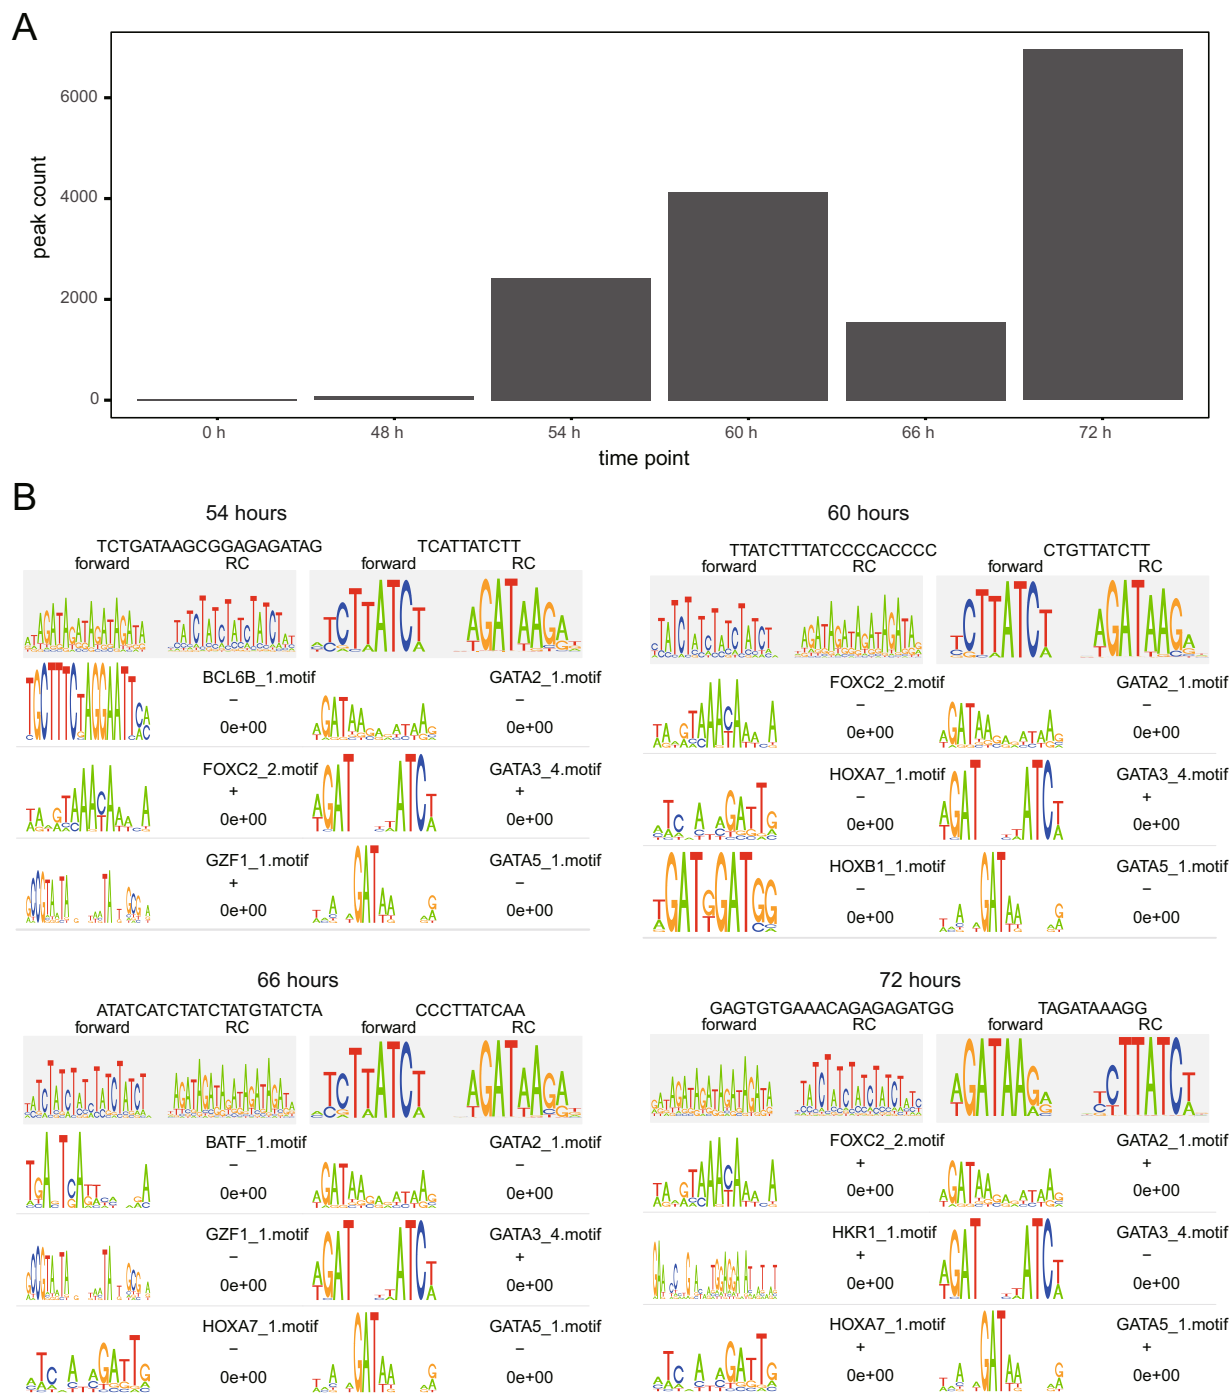 A
peak count
6000
4000
2000
0
0 h 48 h 54 h 60 h 66 h 72 h
time point
B
54 hours
TCTGATAAGCGGAGAGATAG TCATTATCTT
forward RC forward RC
BCL6B_1.motif GATA2_1.motif
– –
0e+00 0e+00
FOXC2_2.motif GATA3_4.motif
+ +
0e+00 0e+00
GZF1_1.motif GATA5_1.motif
+ –
0e+00 0e+00
60 hours
TTATCTTTATCCCCACCCC CTGTTATCTT
forward RC forward RC
FOXC2_2.motif GATA2_1.motif
– –
0e+00 0e+00
HOXA7_1.motif GATA3_4.motif
– +
0e+00 0e+00
HOXB1_1.motif GATA5_1.motif
– –
0e+00 0e+00
66 hours
ATATCATCTATCTATGTATCTA CCCTTATCAA
forward RC forward RC
BATF_1.motif GATA2_1.motif
– –
0e+00 0e+00
GZF1_1.motif GATA3_4.motif
– +
0e+00 0e+00
HOXA7_1.motif GATA5_1.motif
– –
0e+00 0e+00
72 hours
GAGTGTGAAACAGAGAGATGG TAGATAAAGG
forward RC forward RC
FOXC2_2.motif GATA2_1.motif
+ +
0e+00 0e+00
HKR1_1.motif GATA3_4.motif
+ –
0e+00 0e+00
HOXA7_1.motif GATA5_1.motif
+ +
0e+00 0e+00